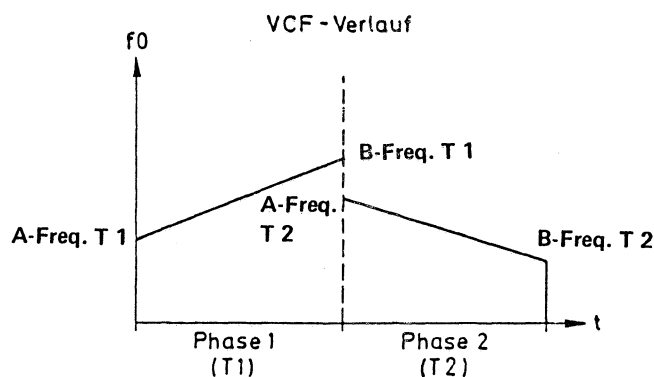 VCF - Verlauf
f0
B-Freq. T 1
A-Freq. T 1
A-Freq.
T 2
B-Freq. T 2
t
Phase 1
(T1)
Phase 2
(T2)